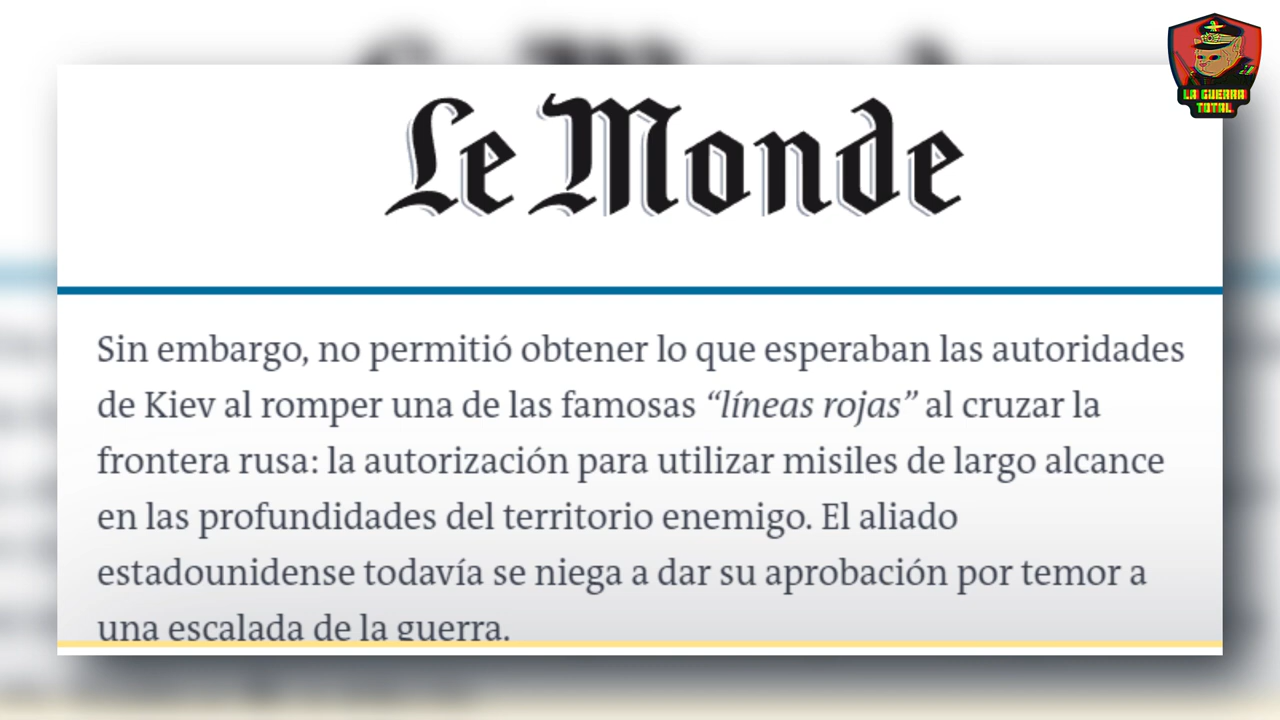 LA GUERRA
TOTAL
Le Monde
Sin embargo, no permitió obtener lo que esperaban las autoridades
de Kiev al romper una de las famosas “líneas rojas” al cruzar la
frontera rusa: la autorización para utilizar misiles de largo alcance
en las profundidades del territorio enemigo. El aliado
estadounidense todavía se niega a dar su aprobación por temor a
una escalada de la guerra.